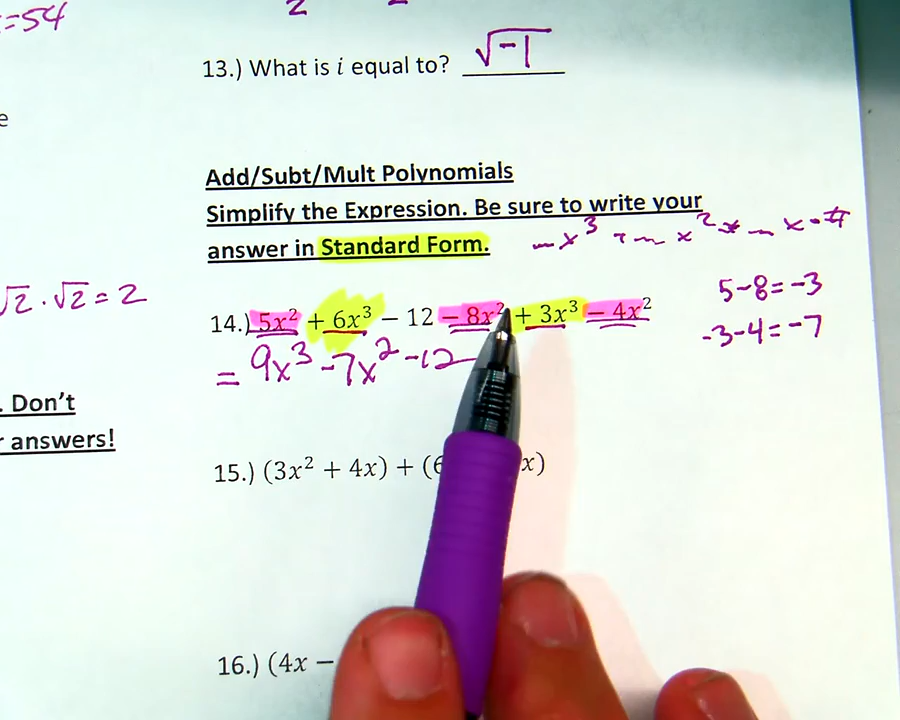 =54
13.) What is i equal to? √-1
e
Add/Subt/Mult Polynomials
Simplify the Expression. Be sure to write your
answer in Standard Form.
√2 · √2 = 2
5-8=-3
14.) 5x² + 6x³ − 12 − 8x² + 3x³ − 4x²
-3-4=-7
= 9x³ -7x² -12
. Don't
answers!
15.) (3x² + 4x) + (6 x)
16.) (4x −